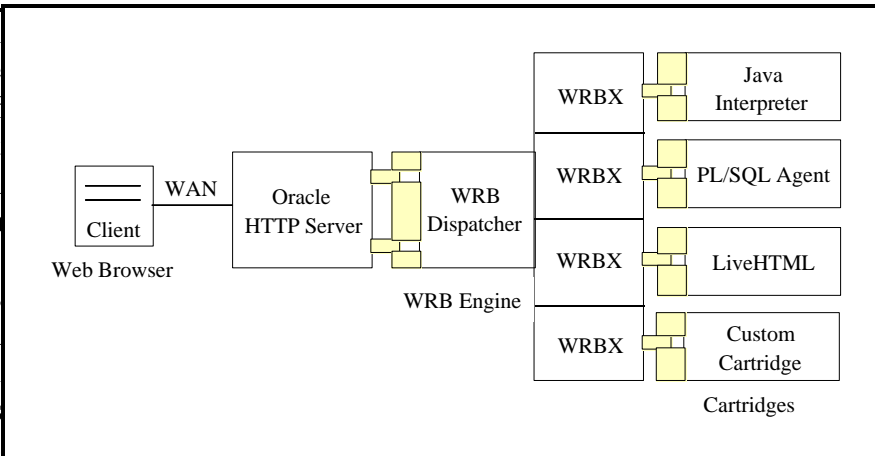 Client
Web Browser
WAN
Oracle
HTTP Server
WRB
Dispatcher
WRB Engine
WRBX
Java
Interpreter
WRBX
PL/SQL Agent
WRBX
LiveHTML
WRBX
Custom
Cartridge
Cartridges